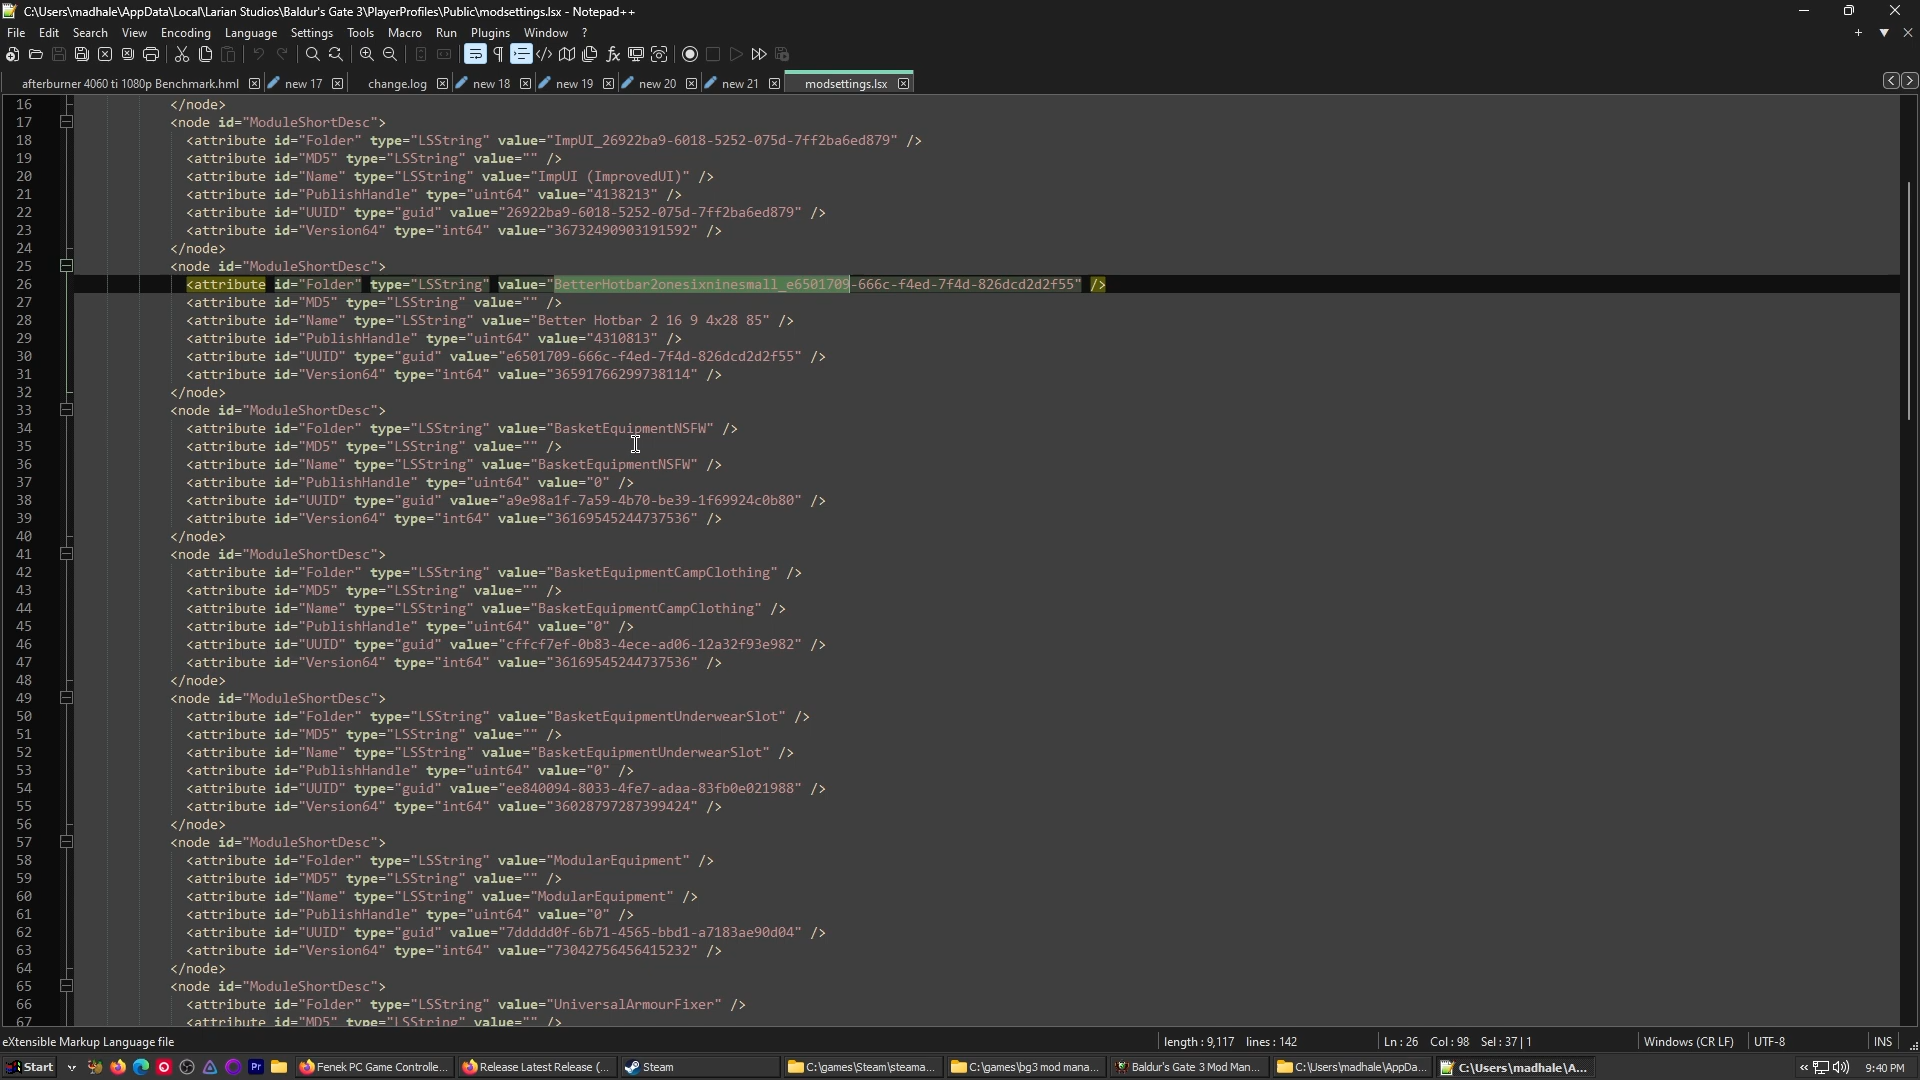 C:\Users\madhale\AppData\Local\Larian Studios\Baldur's Gate 3\PlayerProfiles\Public\modsettings.lsx - Notepad++
File Edit Search View Encoding Language Settings Tools Macro Run Plugins Window ?
afterburner 4060 ti 1080p Benchmark.hml new 17 change.log new 18 new 19 new 20 new 21 modsettings.lsx
16 </node>
17 <node id="ModuleShortDesc">
18 <attribute id="Folder" type="LSString" value="ImpUI_26922ba9-6018-5252-075d-7ff2ba6ed879" />
19 <attribute id="MD5" type="LSString" value="" />
20 <attribute id="Name" type="LSString" value="ImpUI (ImprovedUI)" />
21 <attribute id="PublishHandle" type="uint64" value="4138213" />
22 <attribute id="UUID" type="guid" value="26922ba9-6018-5252-075d-7ff2ba6ed879" />
23 <attribute id="Version64" type="int64" value="36732490903191592" />
24 </node>
25 <node id="ModuleShortDesc">
26 <attribute id="Folder" type="LSString" value="BetterHotbar2onesixninesmall_e6501709-666c-f4ed-7f4d-826dcd2d2f55" />
27 <attribute id="MD5" type="LSString" value="" />
28 <attribute id="Name" type="LSString" value="Better Hotbar 2 16 9 4x28 85" />
29 <attribute id="PublishHandle" type="uint64" value="4310813" />
30 <attribute id="UUID" type="guid" value="e6501709-666c-f4ed-7f4d-826dcd2d2f55" />
31 <attribute id="Version64" type="int64" value="36591766299738114" />
32 </node>
33 <node id="ModuleShortDesc">
34 <attribute id="Folder" type="LSString" value="BasketEquipmentNSFW" />
35 <attribute id="MD5" type="LSString" value="" />
36 <attribute id="Name" type="LSString" value="BasketEquipmentNSFW" />
37 <attribute id="PublishHandle" type="uint64" value="0" />
38 <attribute id="UUID" type="guid" value="a9e98a1f-7a59-4b70-be39-1f69924c0b80" />
39 <attribute id="Version64" type="int64" value="36169545244737536" />
40 </node>
41 <node id="ModuleShortDesc">
42 <attribute id="Folder" type="LSString" value="BasketEquipmentCampClothing" />
43 <attribute id="MD5" type="LSString" value="" />
44 <attribute id="Name" type="LSString" value="BasketEquipmentCampClothing" />
45 <attribute id="PublishHandle" type="uint64" value="0" />
46 <attribute id="UUID" type="guid" value="cffcf7ef-0b83-4ece-ad06-12a32f93e982" />
47 <attribute id="Version64" type="int64" value="36169545244737536" />
48 </node>
49 <node id="ModuleShortDesc">
50 <attribute id="Folder" type="LSString" value="BasketEquipmentUnderwearSlot" />
51 <attribute id="MD5" type="LSString" value="" />
52 <attribute id="Name" type="LSString" value="BasketEquipmentUnderwearSlot" />
53 <attribute id="PublishHandle" type="uint64" value="0" />
54 <attribute id="UUID" type="guid" value="ee840094-8033-4fe7-adaa-83fb0e021988" />
55 <attribute id="Version64" type="int64" value="36028797287399424" />
56 </node>
57 <node id="ModuleShortDesc">
58 <attribute id="Folder" type="LSString" value="ModularEquipment" />
59 <attribute id="MD5" type="LSString" value="" />
60 <attribute id="Name" type="LSString" value="ModularEquipment" />
61 <attribute id="PublishHandle" type="uint64" value="0" />
62 <attribute id="UUID" type="guid" value="7ddddd0f-6b71-4565-bbd1-a7183ae90d04" />
63 <attribute id="Version64" type="int64" value="73042756456415232" />
64 </node>
65 <node id="ModuleShortDesc">
66 <attribute id="Folder" type="LSString" value="UniversalArmourFixer" />
67 <attribute id="MD5" type="LSString" value="" />
eXtensible Markup Language file length : 9,117 lines : 142 Ln : 26 Col : 98 Sel : 37 | 1 Windows (CR LF) UTF-8 INS
Start Fenek PC Game Controlle... Release Latest Release (... Steam C:\games\Steam\steama... C:\games\bg3 mod mana... Baldur's Gate 3 Mod Man... C:\Users\madhale\AppDa... C:\Users\madhale\A... 9:40 PM